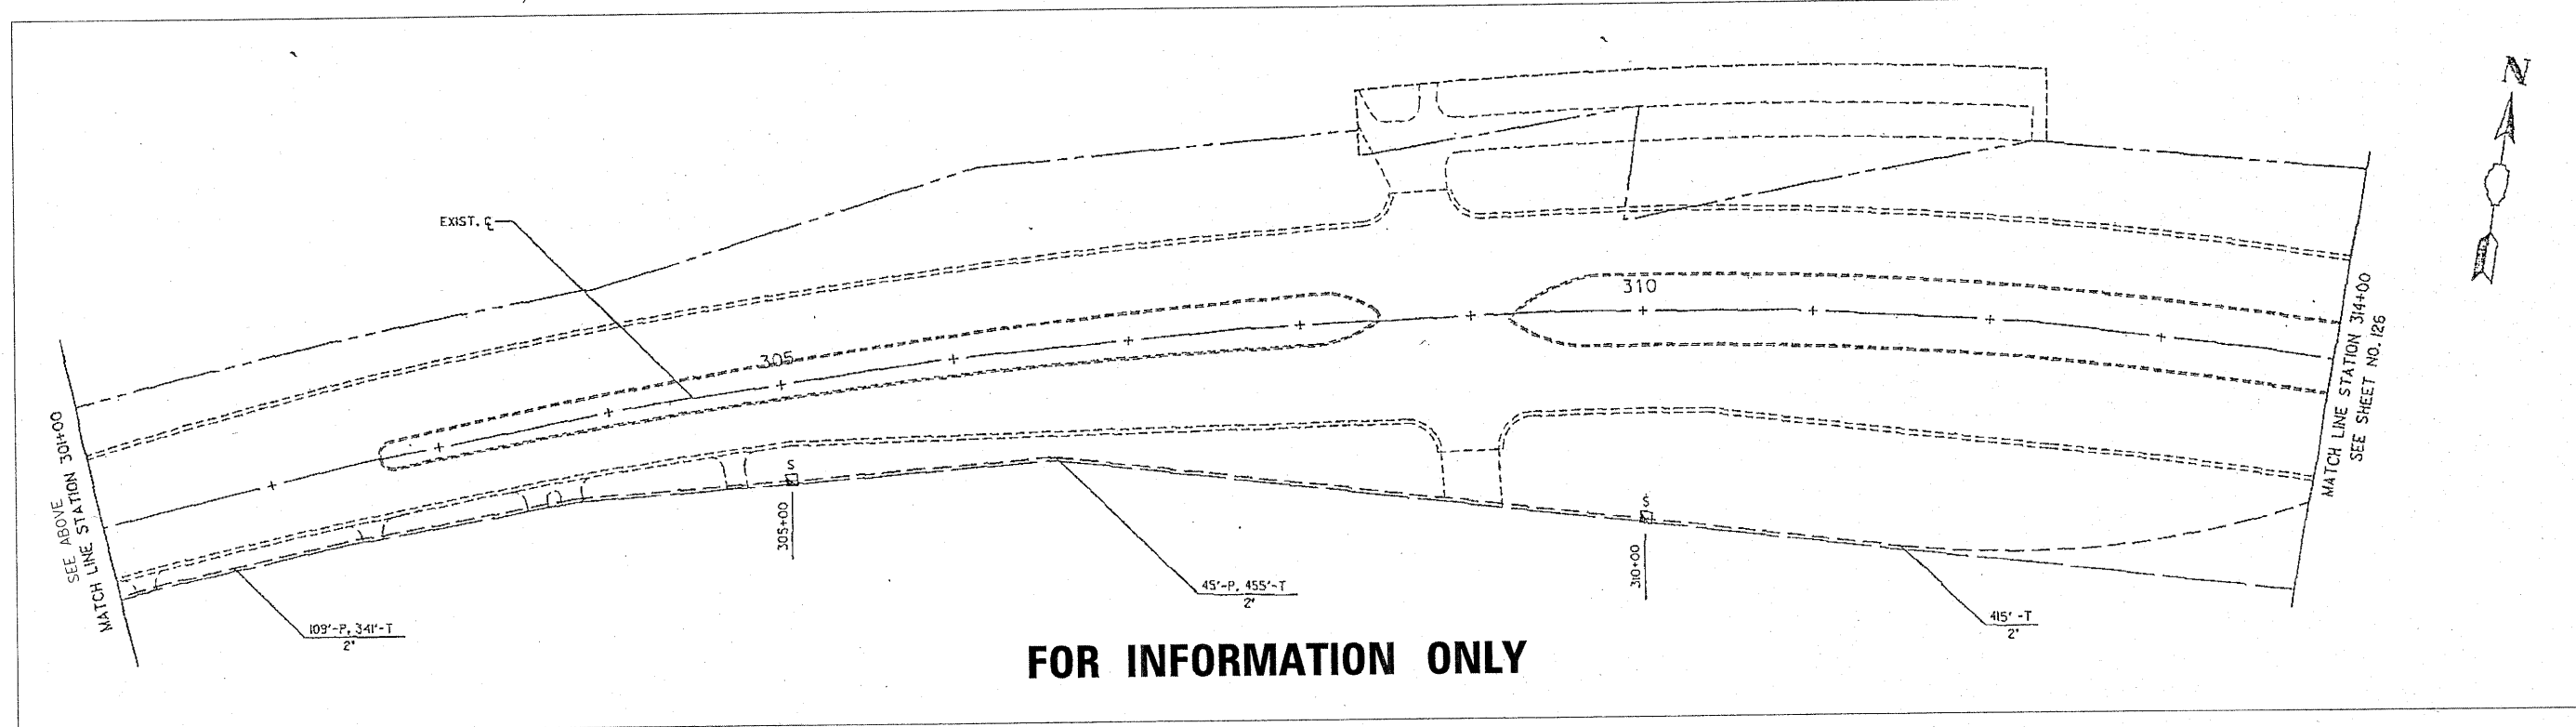 N
EXIST. ℄
310
305
SEE ABOVE
MATCH LINE STATION 301+00
MATCH LINE STATION 314+00
SEE SHEET NO. 126
S
305+00
S
310+00
109'-P, 341'-T
2"
45'-P, 455'-T
2"
415' -T
2"
FOR INFORMATION ONLY